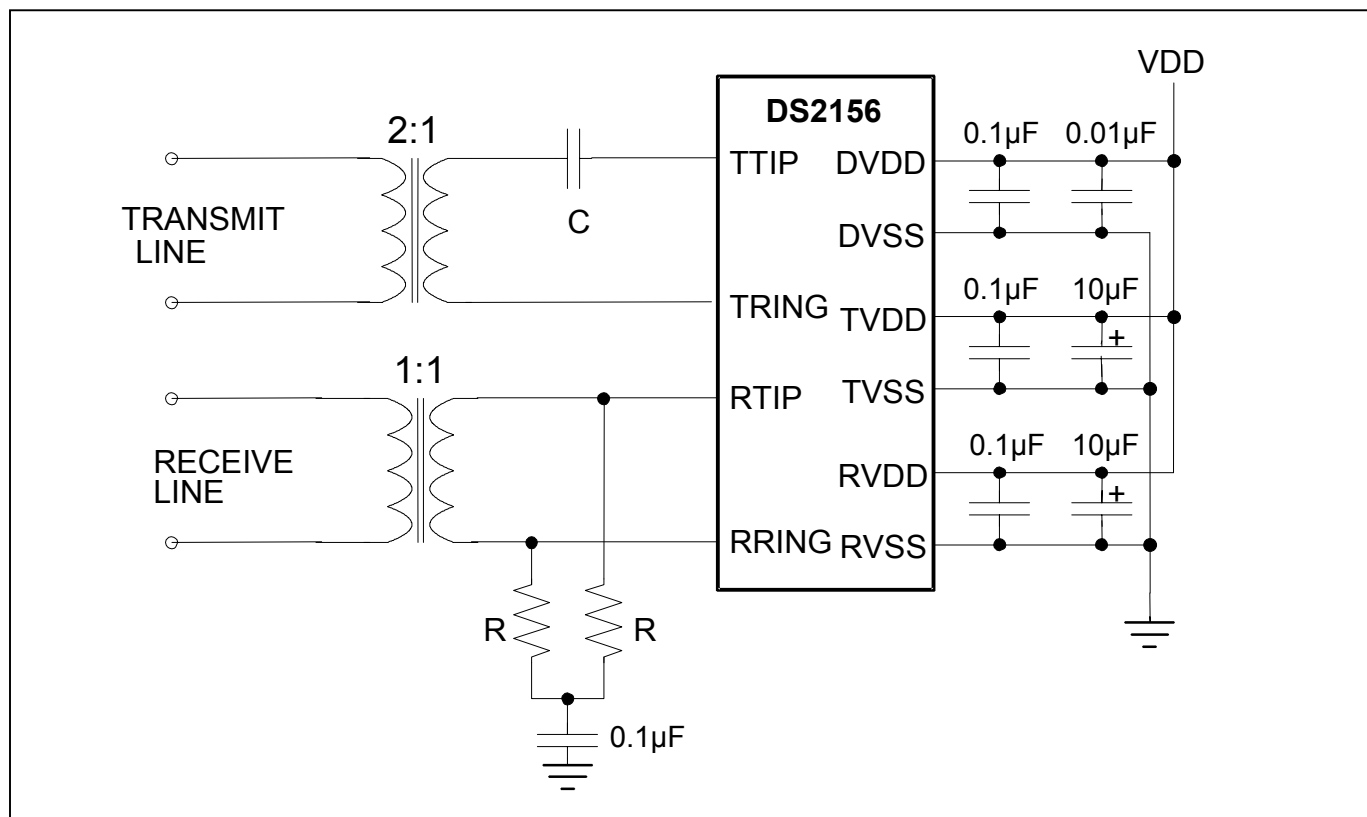 VDD
DS2156
2:1
0.1µF 0.01µF
TTIP DVDD
TRANSMIT
LINE
C
DVSS
0.1µF 10µF
TRING TVDD
+
1:1
RTIP TVSS
0.1µF 10µF
RECEIVE
LINE
RVDD
+
RRING RVSS
R R
0.1µF